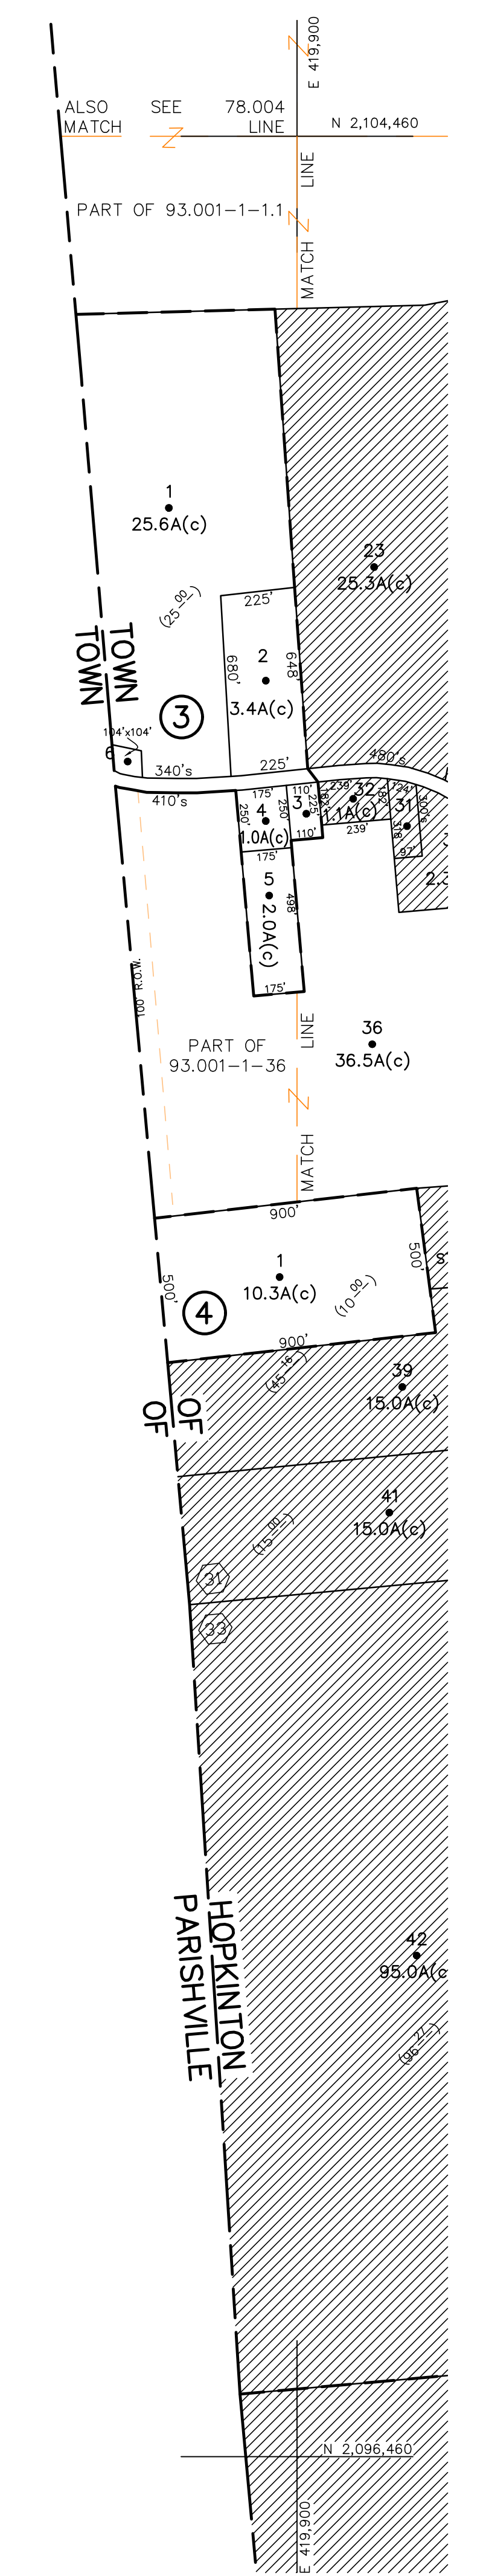 E 419,900
ALSO SEE 78.004
MATCH LINE
N 2,104,460
LINE
PART OF 93.001-1-1.1
MATCH
1
25.6A(c)
23
25.3A(c)
(25.00)
225'
TOWN
TOWN
680'
2
648'
3.4A(c)
3
104'x104'
6
340's
225'
480's
410's
175'
110'
239'
32
124'
250'
4
250'
3
225'
182'
1.1A(c)
182'
31
300's
1.0A(c)
110'
239'
318'
175'
97'
5
2.0A(c)
498'
2.3
175'
100' R.O.W.
LINE
36
36.5A(c)
PART OF
93.001-1-36
MATCH
900'
1
10.3A(c)
500'
500'
(10.00)
4
900'
(45.16)
39
15.0A(c)
OF
OF
41
15.0A(c)
(15.00)
31
33
HOPKINTON
PARISHVILLE
42
95.0A(c
(96.27)
N 2,096,460
E 419,900